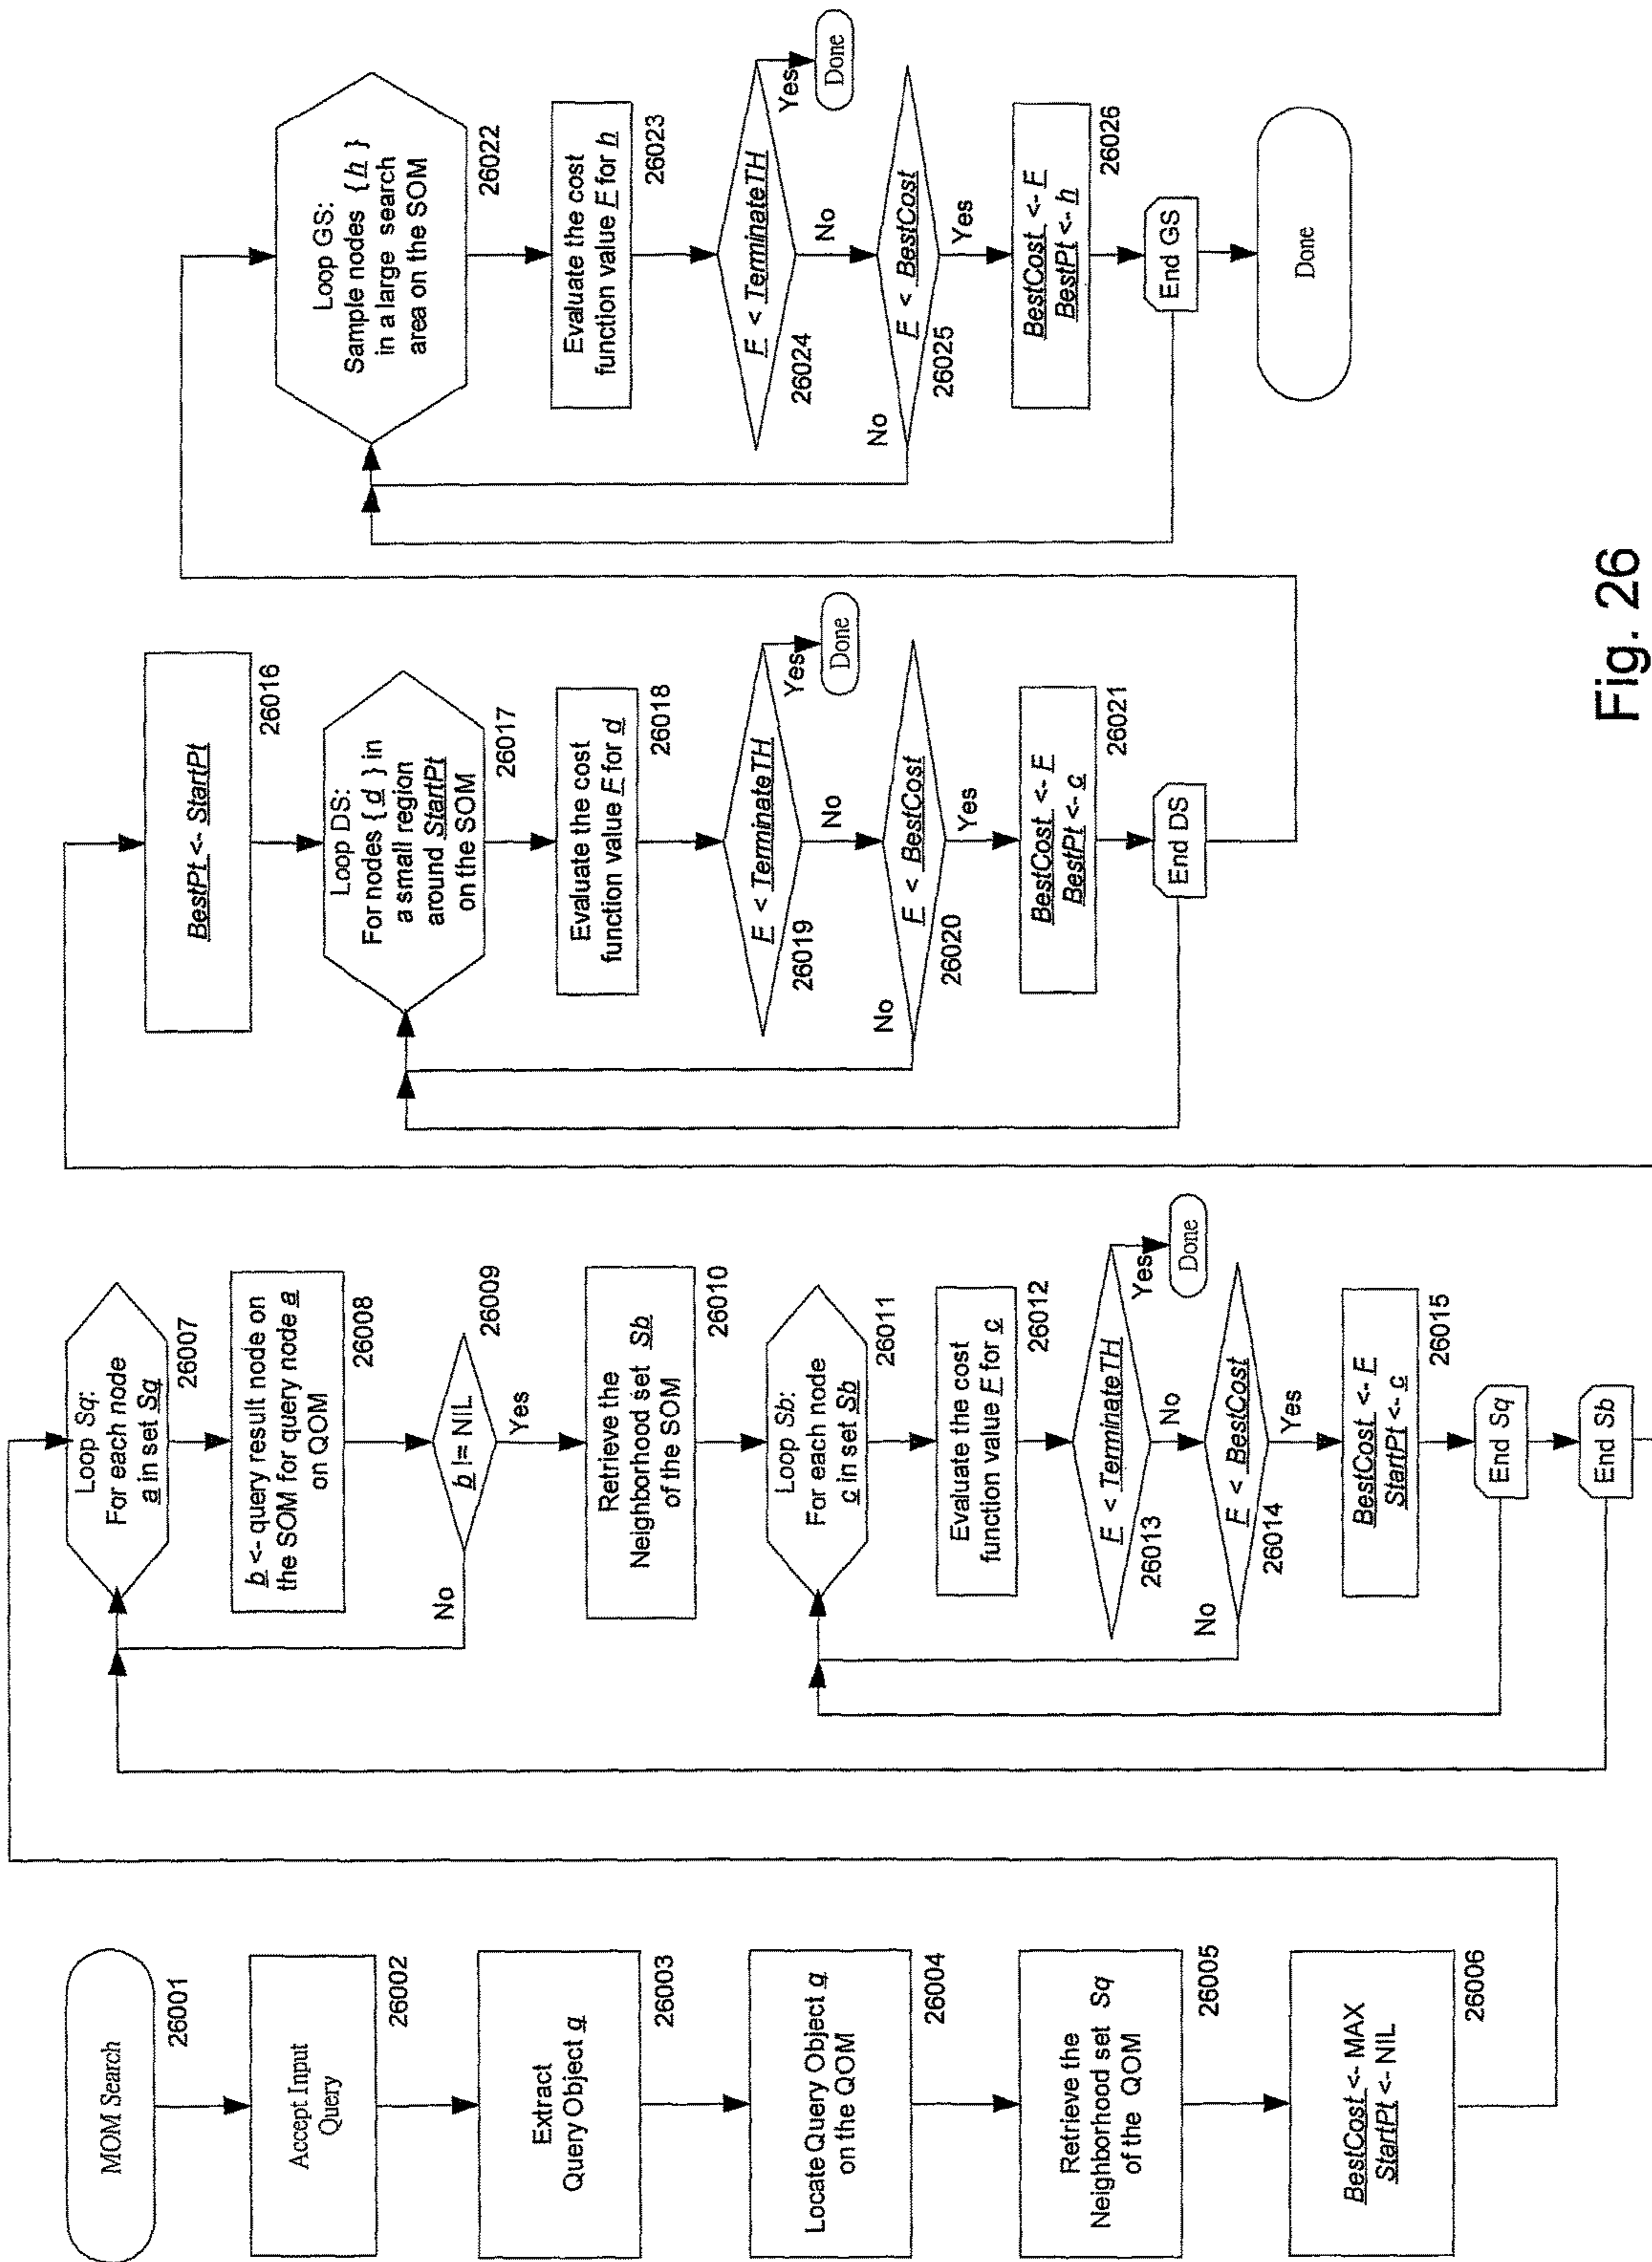 MOM Search
26001
Accept Input
Query
26002
Extract
Query Object q
26003
Locate Query Object q
on the QOM
26004
Retrieve the
Neighborhood set Sq
of the QOM
26005
BestCost <- MAX
StartPt <- NIL
26006
Loop Sq:
For each node
a in set Sq
26007
b <- query result node on
the SOM for query node a
on QOM
26008
b != NIL
26009
No
Yes
Retrieve the
Neighborhood set Sb
of the SOM
26010
Loop Sb:
For each node
c in set Sb
26011
Evaluate the cost
function value F for c
26012
F < TerminateTH
26013
Yes
Done
No
F < BestCost
26014
No
Yes
BestCost <- F
StartPt <- c
26015
End Sq
End Sb
BestPt <- StartPt
26016
Loop DS:
For nodes { d } in
a small region
around StartPt
on the SOM
26017
Evaluate the cost
function value F for d
26018
F < TerminateTH
26019
Yes
Done
No
F < BestCost
26020
No
Yes
BestCost <- F
BestPt <- c
26021
End DS
Loop GS:
Sample nodes { h }
in a large search
area on the SOM
26022
Evaluate the cost
function value F for h
26023
F < TerminateTH
26024
Yes
Done
No
F < BestCost
26025
No
Yes
BestCost <- F
BestPt <- h
26026
End GS
Done
Fig. 26